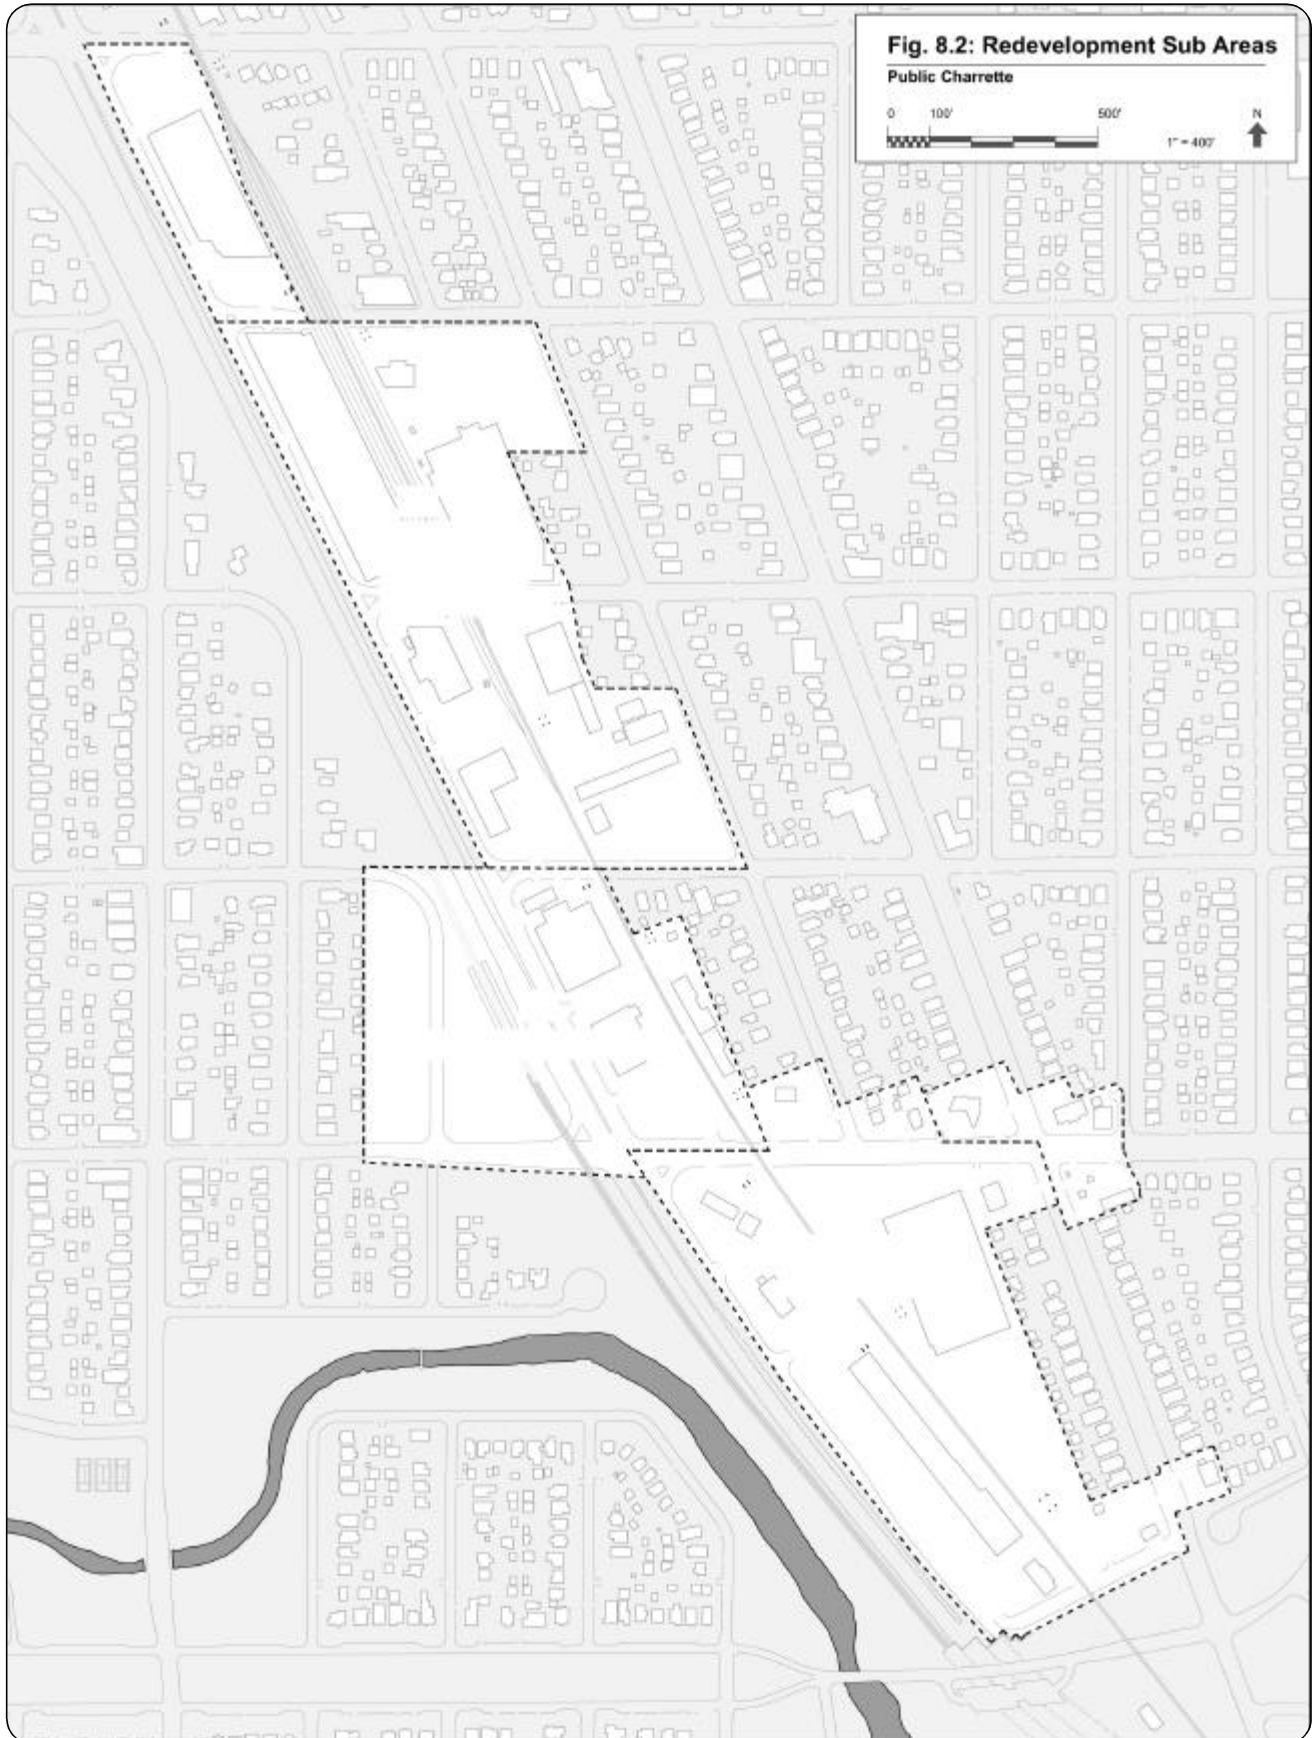 Fig. 8.2: Redevelopment Sub Areas
Public Charrette
0 100' 500' N
1" = 400'